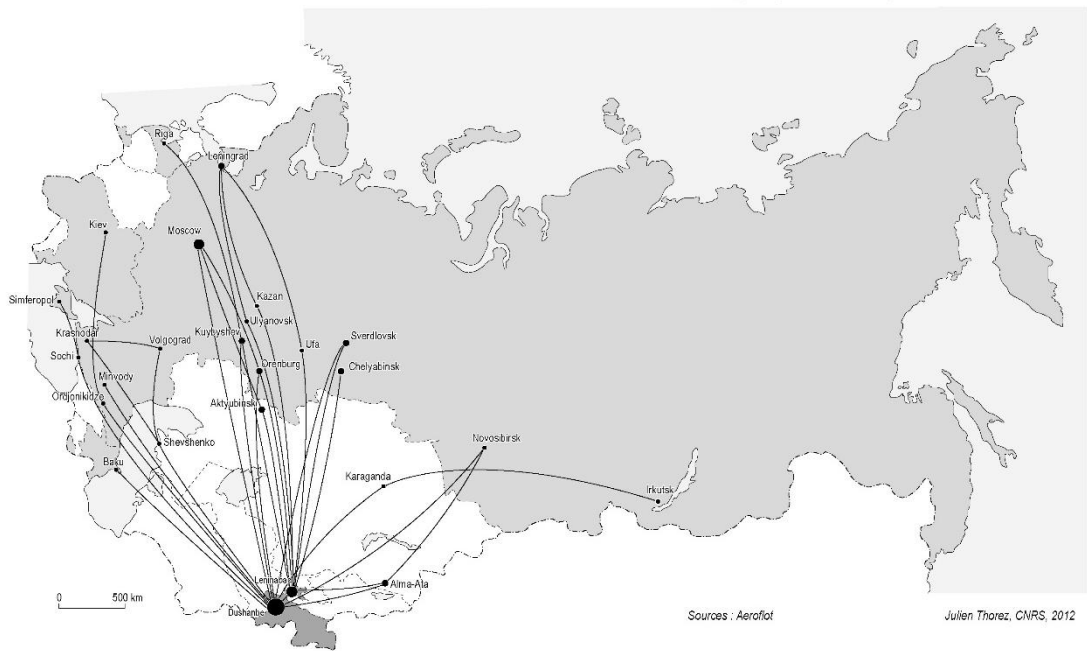 Riga
Leningrad
Kiev
Moscow
Simferopol
Kazan
Ulyanovsk
Krasnodar
Volgograd
Kuybyshev
Sverdlovsk
Sochi
Ufa
Orenburg
Chelyabinsk
Minvody
Ordjonikidze
Aktyubinsk
Shevshenko
Novosibirsk
Baku
Karaganda
Irkutsk
Leninabad
Alma-Ata
0 500 km
Dushanbe
Sources : Aeroflot
Julien Thorez, CNRS, 2012